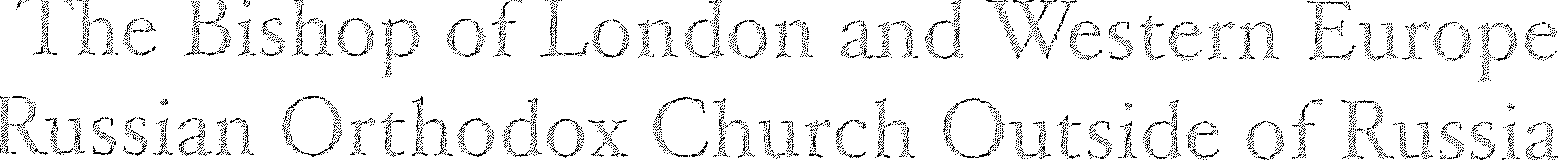 The Bishop of London and Western Europe
Russian Orthodox Church Outside of Russia